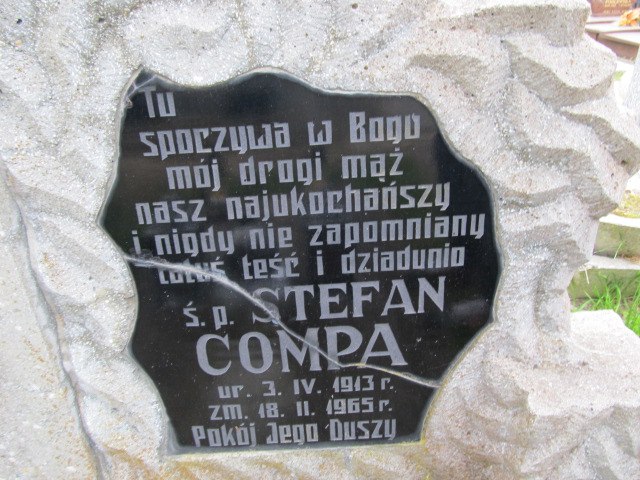 Tu
spoczywa w Bogu
mój drogi mąż
nasz najukochańszy
i nigdy nie zapomniany
tatuś teść i dziadunio
ś. p. STEFAN
COMPA
ur. 3. IV. 1913 r.
zm. 18. II. 1965 r.
Pokój Jego Duszy